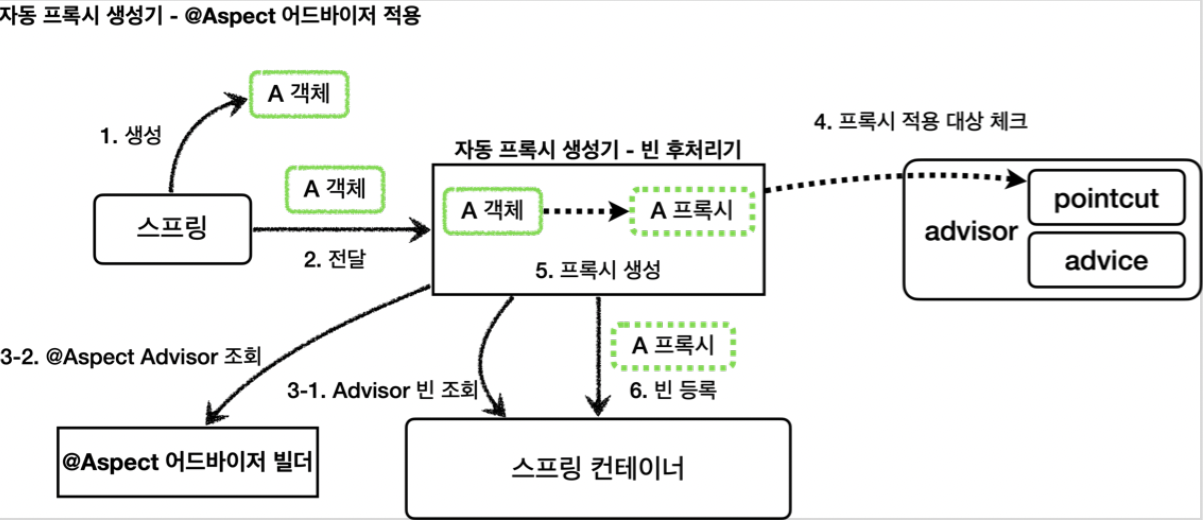 자동 프록시 생성기 - @Aspect 어드바이저 적용
A 객체
1. 생성
4. 프록시 적용 대상 체크
자동 프록시 생성기 - 빈 후처리기
A 객체
스프링
2. 전달
A 객체
A 프록시
5. 프록시 생성
advisor
pointcut
advice
3-2. @Aspect Advisor 조회
3-1. Advisor 빈 조회
A 프록시
6. 빈 등록
@Aspect 어드바이저 빌더
스프링 컨테이너